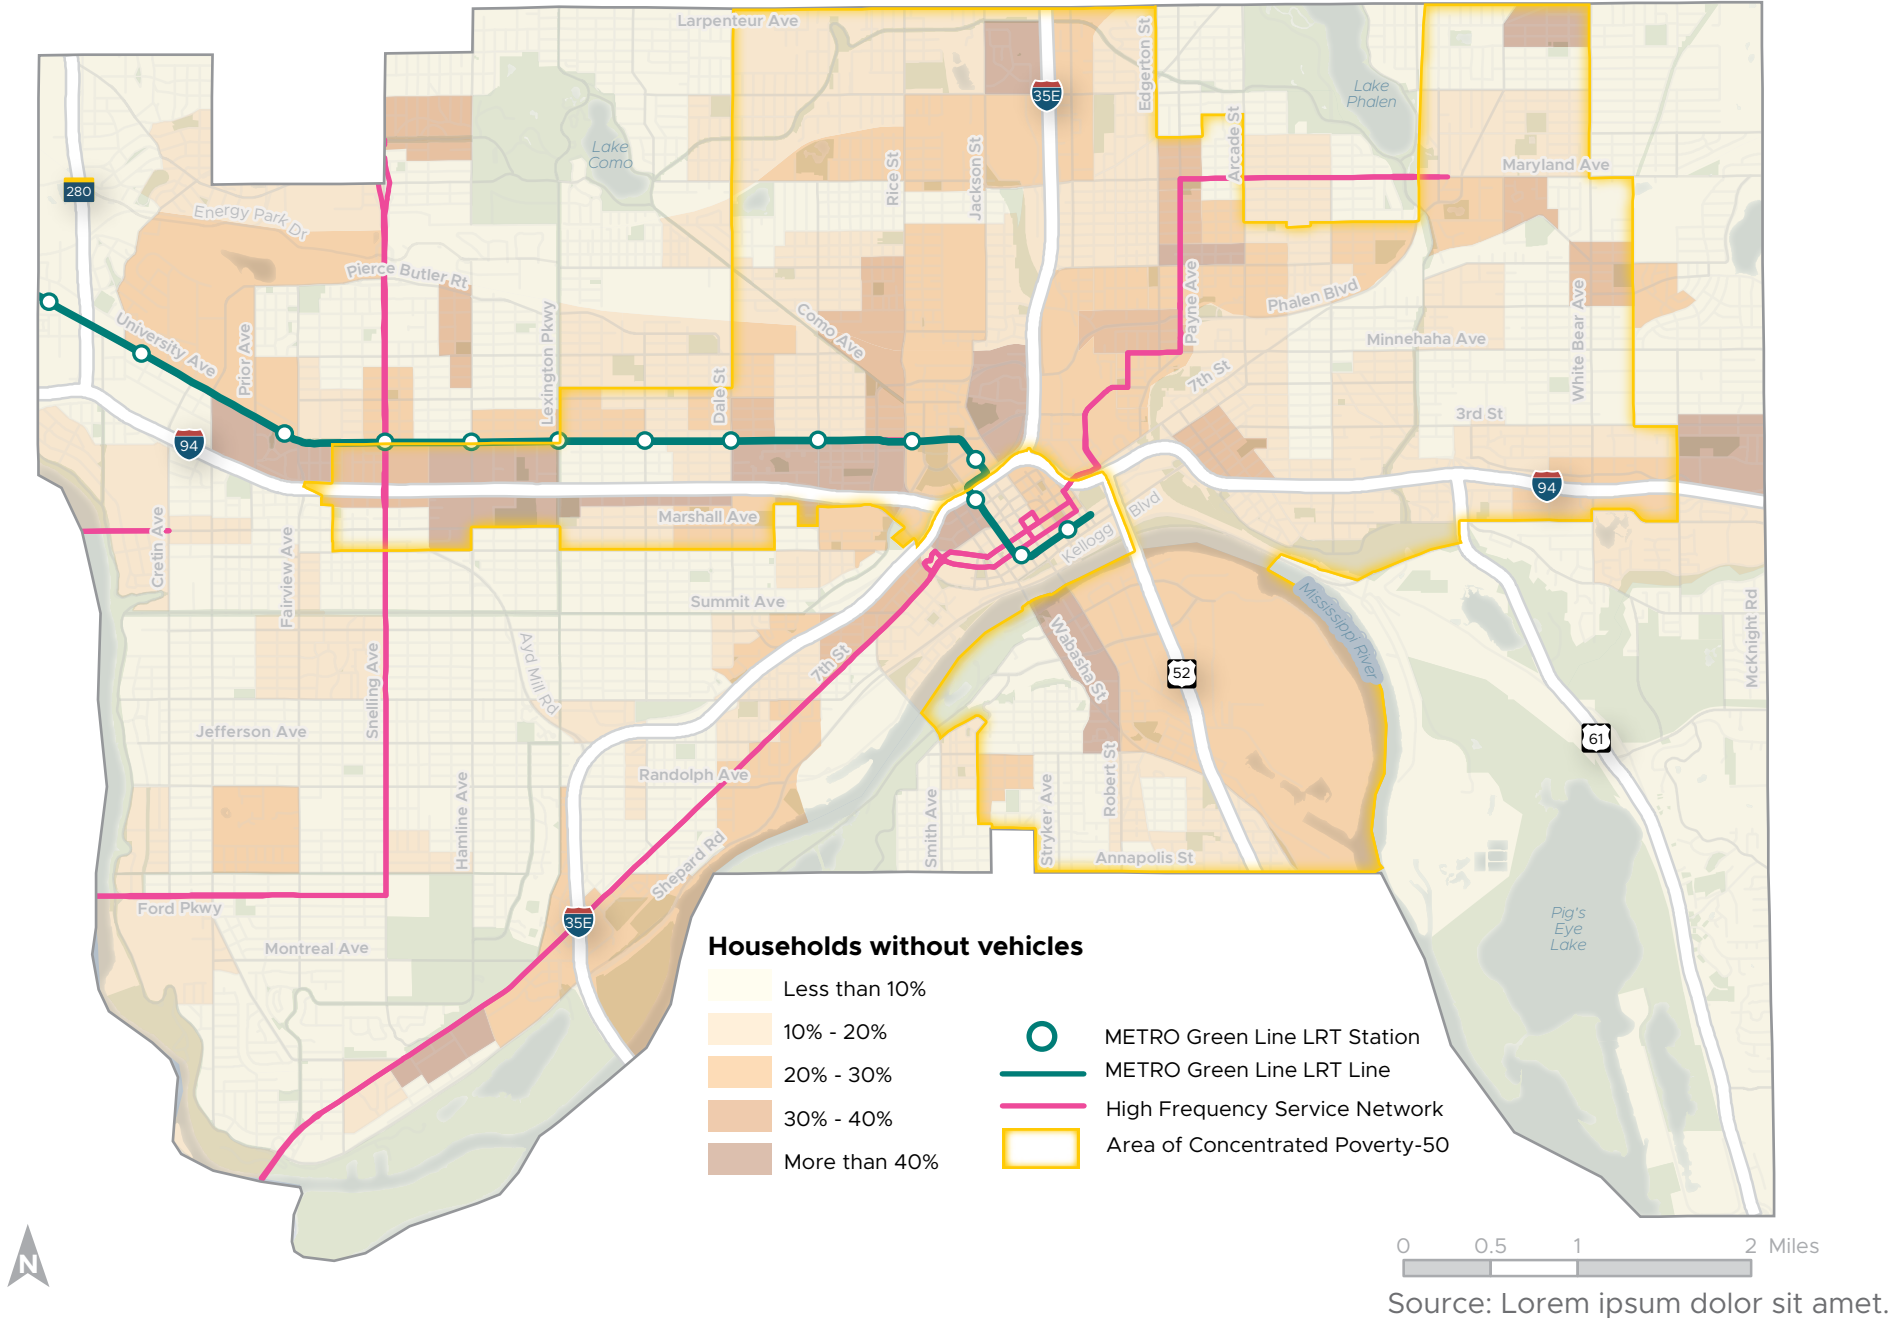 Larpenteur Ave
Edgerton St
35E
Lake
Phalen
Arcade St
Lake
Como
Rice St
Jackson St
Maryland Ave
280
Energy Park Dr
Pierce Butler Rt
Payne Ave
Phalen Blvd
White Bear Ave
University Ave
Prior Ave
Lexington Pkwy
Como Ave
Minnehaha Ave
Dale St
7th St
3rd St
94
94
Marshall Ave
Kellogg Blvd
Cretin Ave
Fairview Ave
Summit Ave
Mississippi River
McKnight Rd
Ayd Mill Rd
Snelling Ave
7th St
Wabasha St
52
Jefferson Ave
61
Randolph Ave
Hamline Ave
Smith Ave
Stryker Ave
Robert St
Shepard Rd
Annapolis St
Ford Pkwy
35E
Pig's
Eye
Lake
Montreal Ave
Households without vehicles
Less than 10%
10% - 20%
20% - 30%
30% - 40%
More than 40%
METRO Green Line LRT Station
METRO Green Line LRT Line
High Frequency Service Network
Area of Concentrated Poverty-50
N
0 0.5 1 2 Miles
Source: Lorem ipsum dolor sit amet.